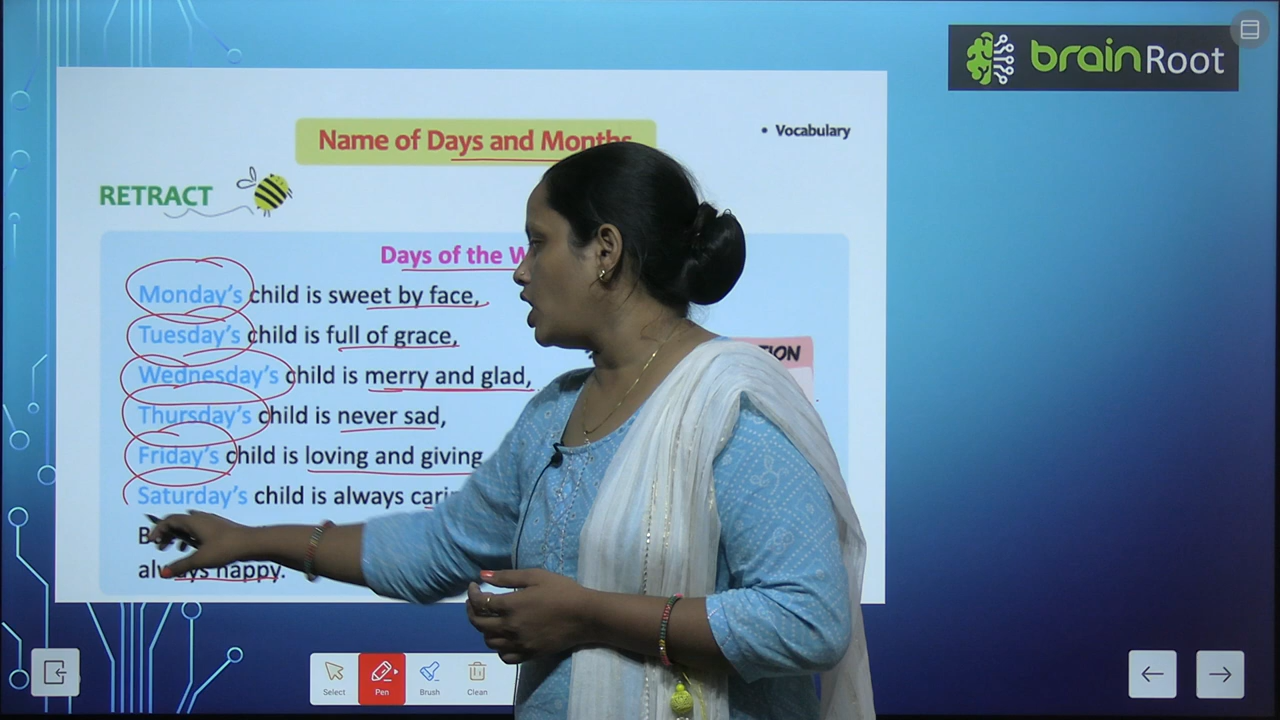 brainRoot
Name of Days and Months
• Vocabulary
RETRACT
Days of the
Monday's child is sweet by face,
Tuesday's child is full of grace,
Wednesday's child is merry and glad,
Thursday's child is never sad,
Friday's child is loving and giving
Saturday's child is always
always happy.
Select
Pen
Brush
Clean